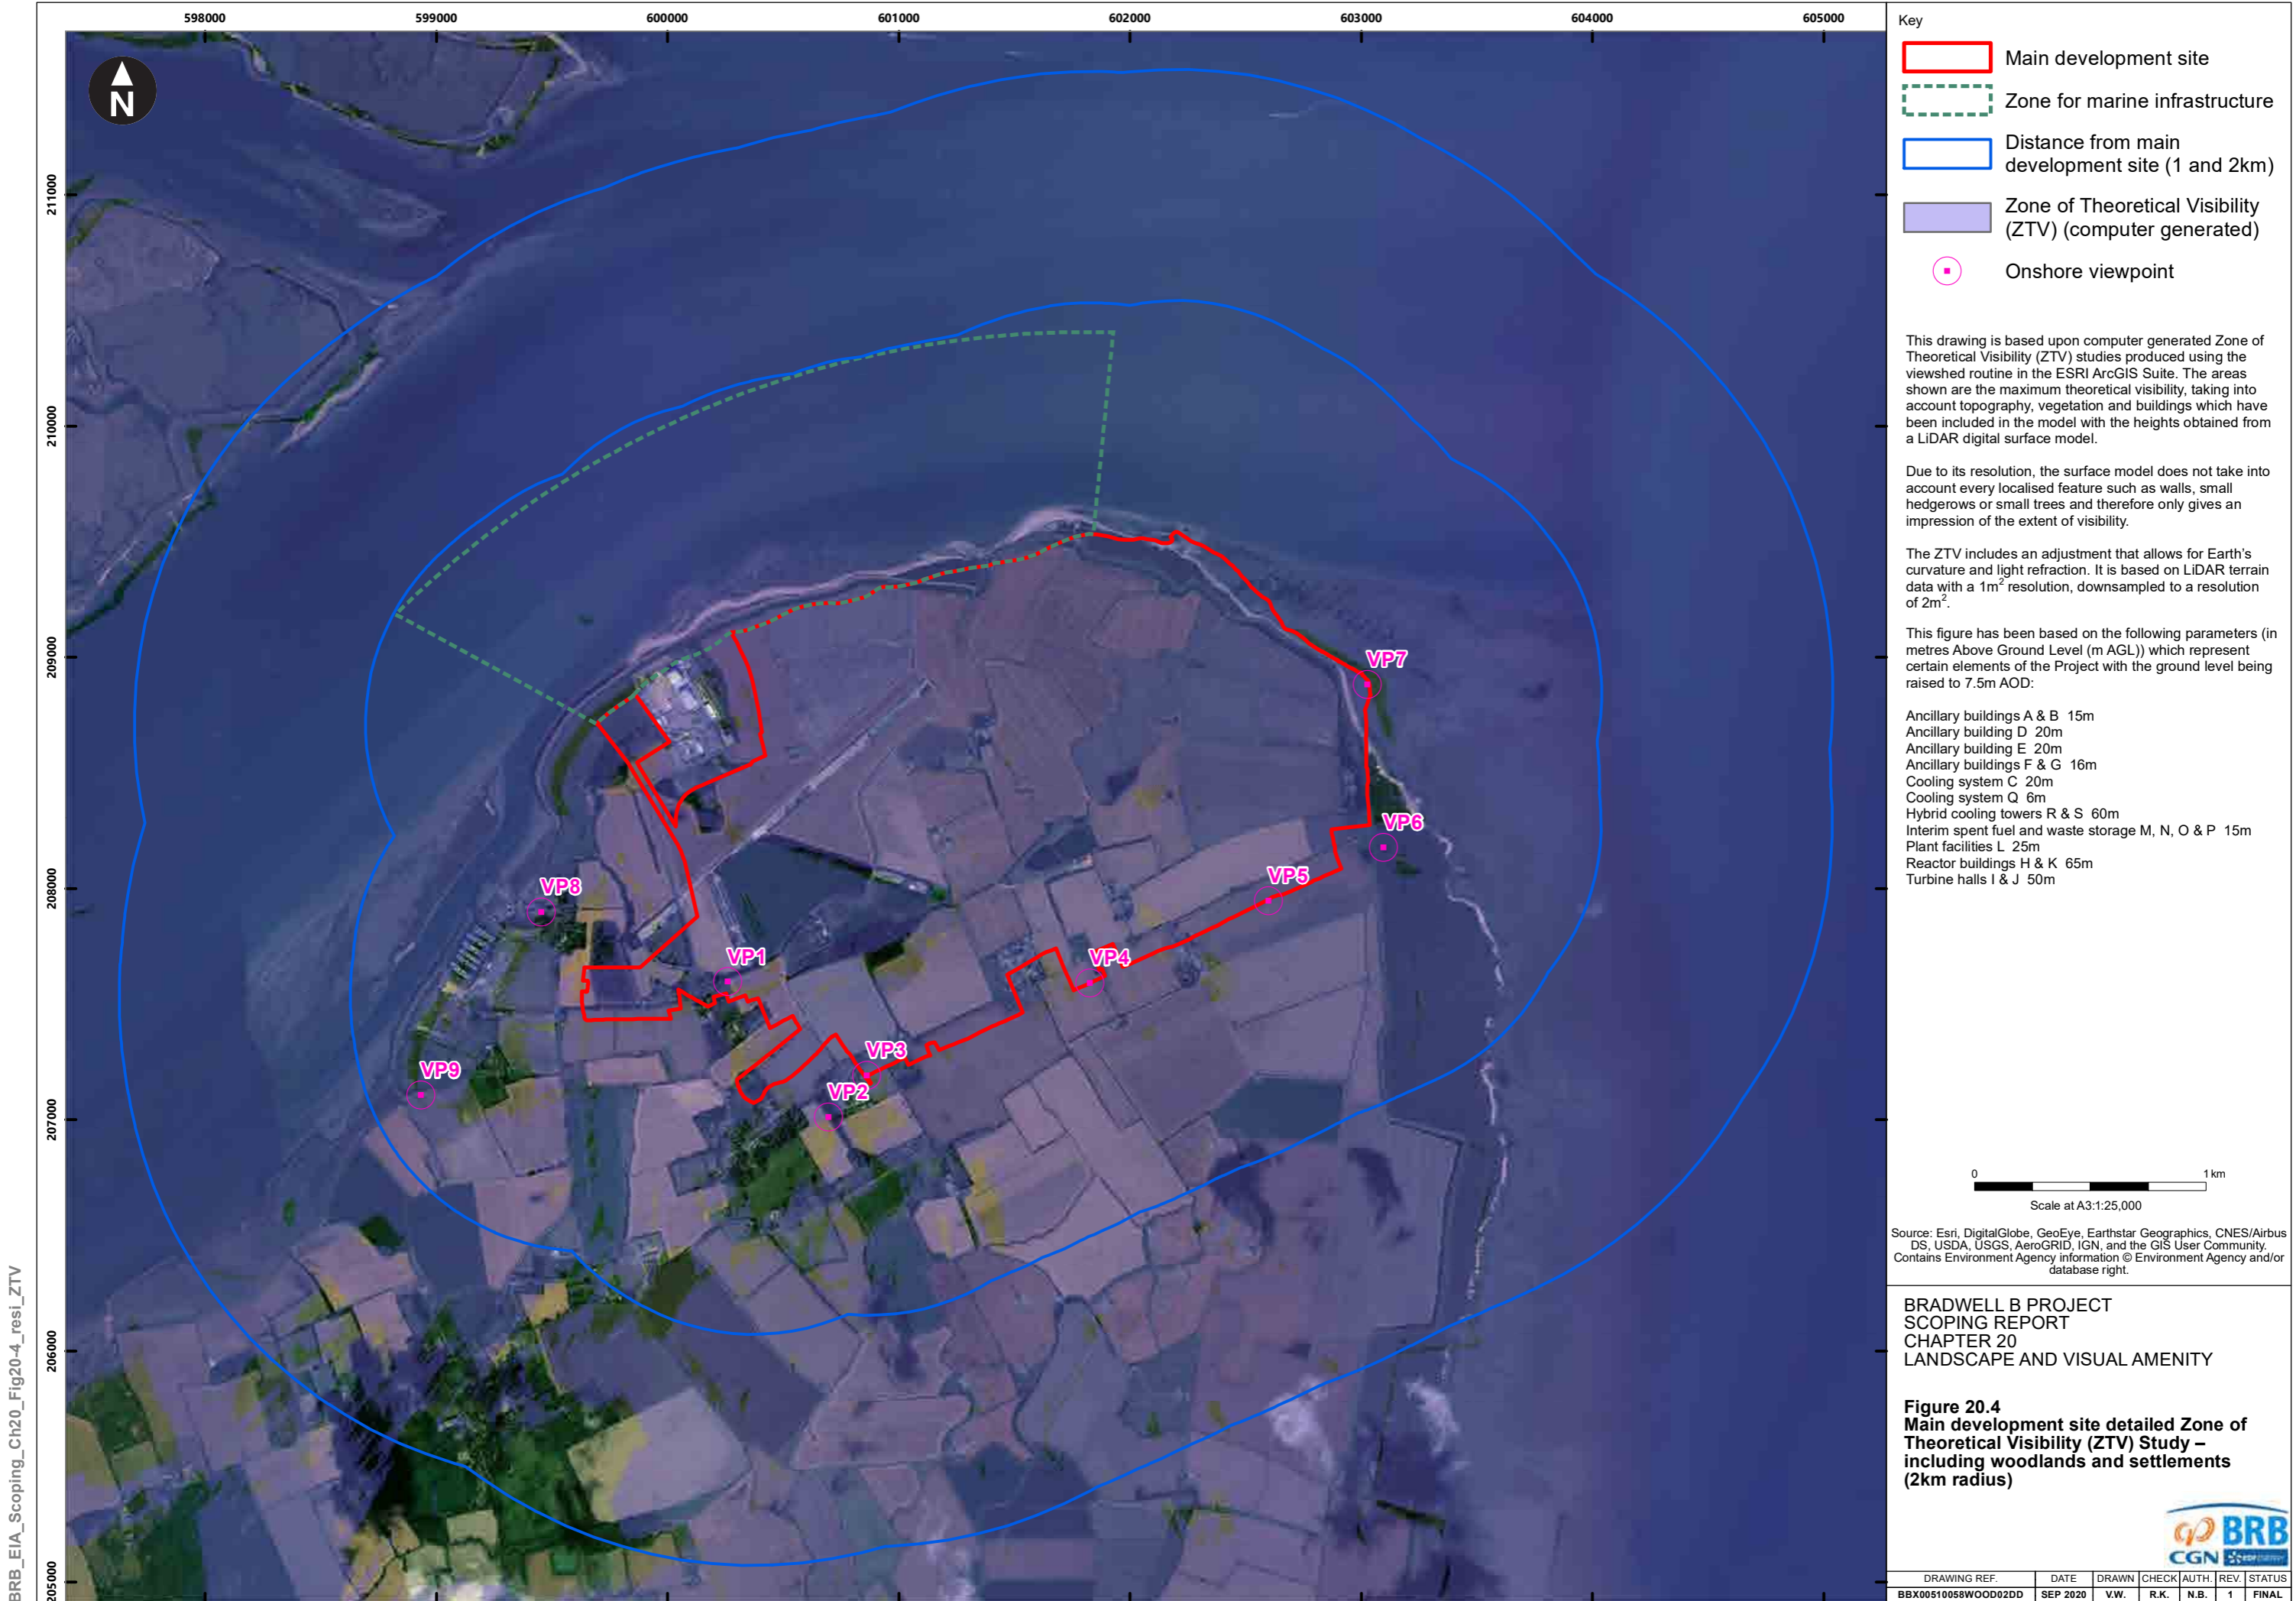 598000 599000 600000 601000 602000 603000 604000 605000
211000
210000
209000
208000
207000
206000
205000
N
VP7
VP6
VP5
VP8
VP4
VP1
VP3
VP9
VP2
BRB_EIA_Scoping_Ch20_Fig20-4_resi_ZTV
Key
Main development site
Zone for marine infrastructure
Distance from main
development site (1 and 2km)
Zone of Theoretical Visibility
(ZTV) (computer generated)
Onshore viewpoint
This drawing is based upon computer generated Zone of
Theoretical Visibility (ZTV) studies produced using the
viewshed routine in the ESRI ArcGIS Suite. The areas
shown are the maximum theoretical visibility, taking into
account topography, vegetation and buildings which have
been included in the model with the heights obtained from
a LiDAR digital surface model.
Due to its resolution, the surface model does not take into
account every localised feature such as walls, small
hedgerows or small trees and therefore only gives an
impression of the extent of visibility.
The ZTV includes an adjustment that allows for Earth's
curvature and light refraction. It is based on LiDAR terrain
data with a 1m² resolution, downsampled to a resolution
of 2m².
This figure has been based on the following parameters (in
metres Above Ground Level (m AGL)) which represent
certain elements of the Project with the ground level being
raised to 7.5m AOD:
Ancillary buildings A & B 15m
Ancillary building D 20m
Ancillary building E 20m
Ancillary buildings F & G 16m
Cooling system C 20m
Cooling system Q 6m
Hybrid cooling towers R & S 60m
Interim spent fuel and waste storage M, N, O & P 15m
Plant facilities L 25m
Reactor buildings H & K 65m
Turbine halls I & J 50m
0 1 km
Scale at A3:1:25,000
Source: Esri, DigitalGlobe, GeoEye, Earthstar Geographics, CNES/Airbus
DS, USDA, USGS, AeroGRID, IGN, and the GIS User Community.
Contains Environment Agency information © Environment Agency and/or
database right.
BRADWELL B PROJECT
SCOPING REPORT
CHAPTER 20
LANDSCAPE AND VISUAL AMENITY
Figure 20.4
Main development site detailed Zone of
Theoretical Visibility (ZTV) Study –
including woodlands and settlements
(2km radius)
BRB
CGN EDF ENERGY
DRAWING REF. DATE DRAWN CHECK AUTH. REV. STATUS
BBX00510058WOOD02DD SEP 2020 V.W. R.K. N.B. 1 FINAL